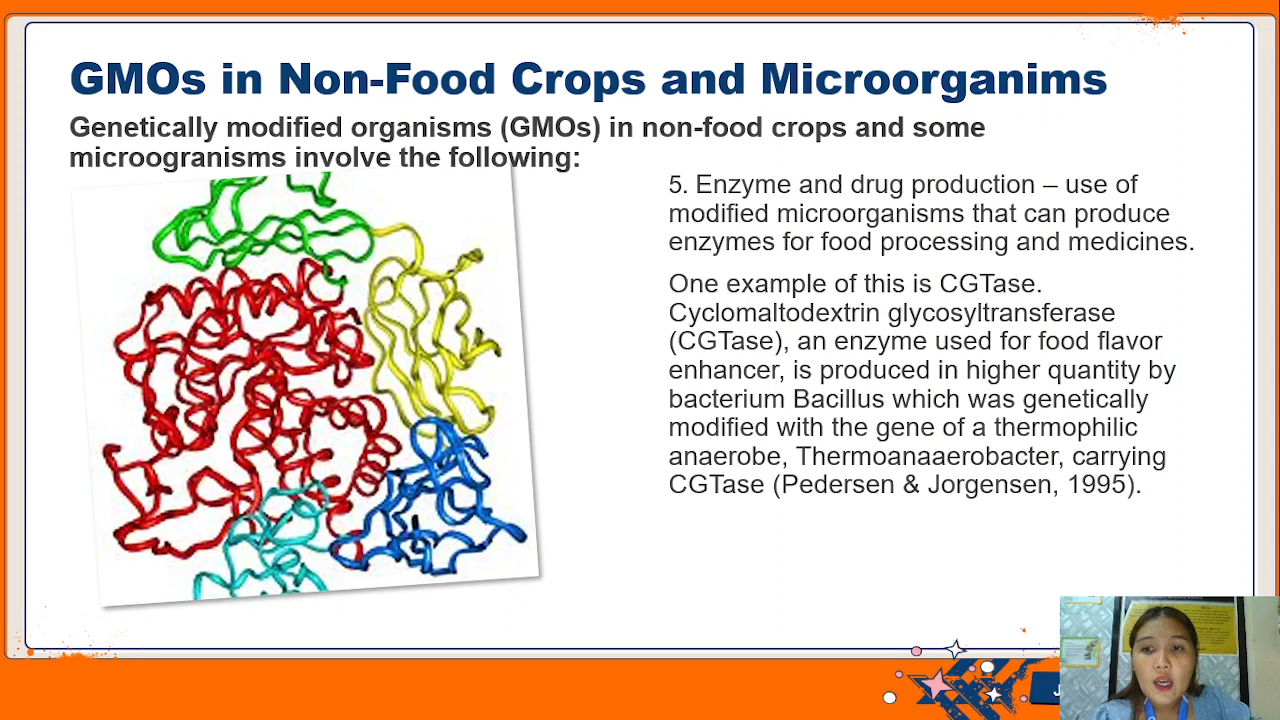 GMOs in Non-Food Crops and Microorganims
Genetically modified organisms (GMOs) in non-food crops and some
microogranisms involve the following:
5. Enzyme and drug production – use of
modified microorganisms that can produce
enzymes for food processing and medicines.
One example of this is CGTase.
Cyclomaltodextrin glycosyltransferase
(CGTase), an enzyme used for food flavor
enhancer, is produced in higher quantity by
bacterium Bacillus which was genetically
modified with the gene of a thermophilic
anaerobe, Thermoanaaerobacter, carrying
CGTase (Pedersen & Jorgensen, 1995).